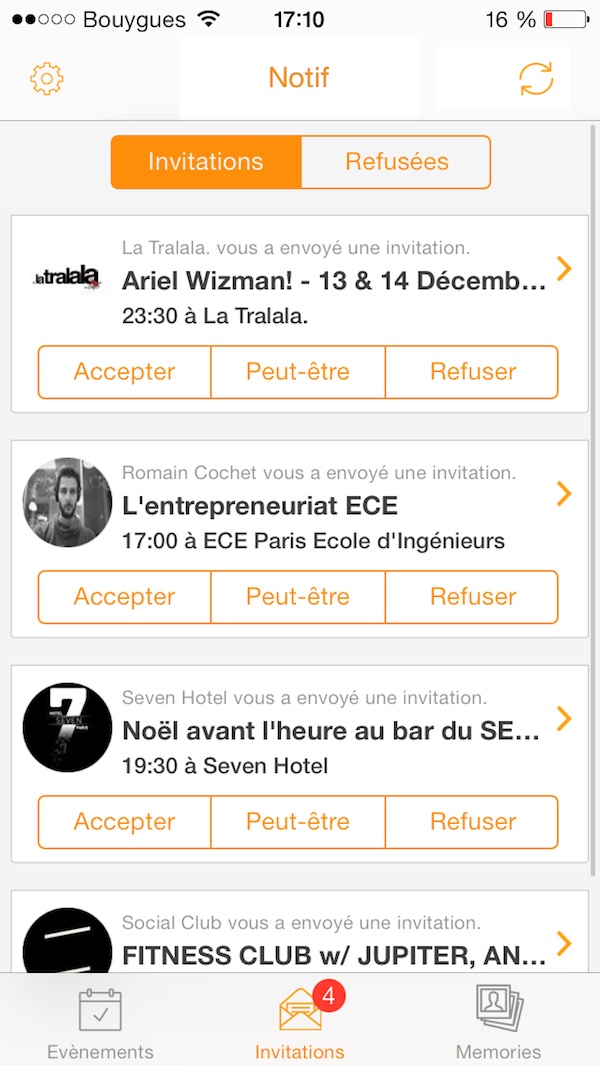 Bouygues 17:10 16 %
Notif
Invitations Refusées
La Tralala. vous a envoyé une invitation.
latralala
Ariel Wizman! - 13 & 14 Décemb...
23:30 à La Tralala.
Accepter Peut-être Refuser
Romain Cochet vous a envoyé une invitation.
L'entrepreneuriat ECE
17:00 à ECE Paris Ecole d'Ingénieurs
Accepter Peut-être Refuser
Seven Hotel vous a envoyé une invitation.
7
HOTEL SEVEN PARIS
Noël avant l'heure au bar du SE...
19:30 à Seven Hotel
Accepter Peut-être Refuser
Social Club vous a envoyé une invitation.
FITNESS CLUB w/ JUPITER, AN...
4
Evènements Invitations Memories